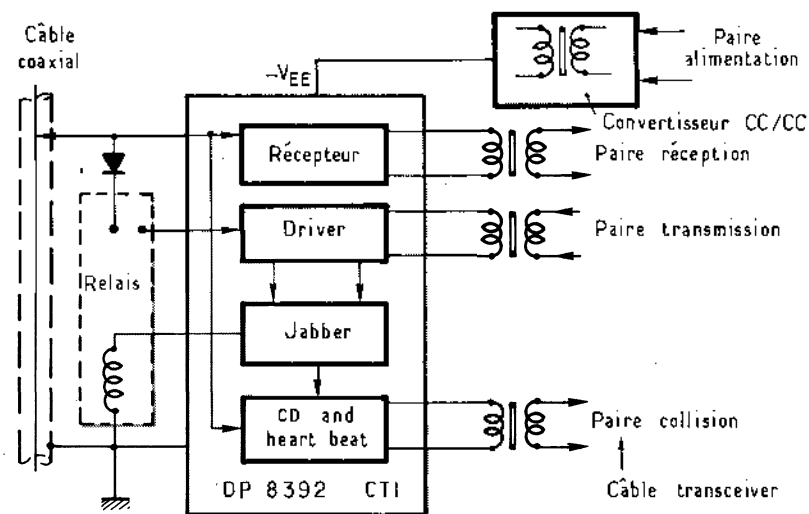 Câble
coaxial
-VEE
Paire
alimentation
Convertisseur CC/CC
Récepteur
Paire réception
Driver
Paire transmission
Relais
Jabber
CD and
heart beat
Paire collision
DP 8392 CTI
Câble transceiver